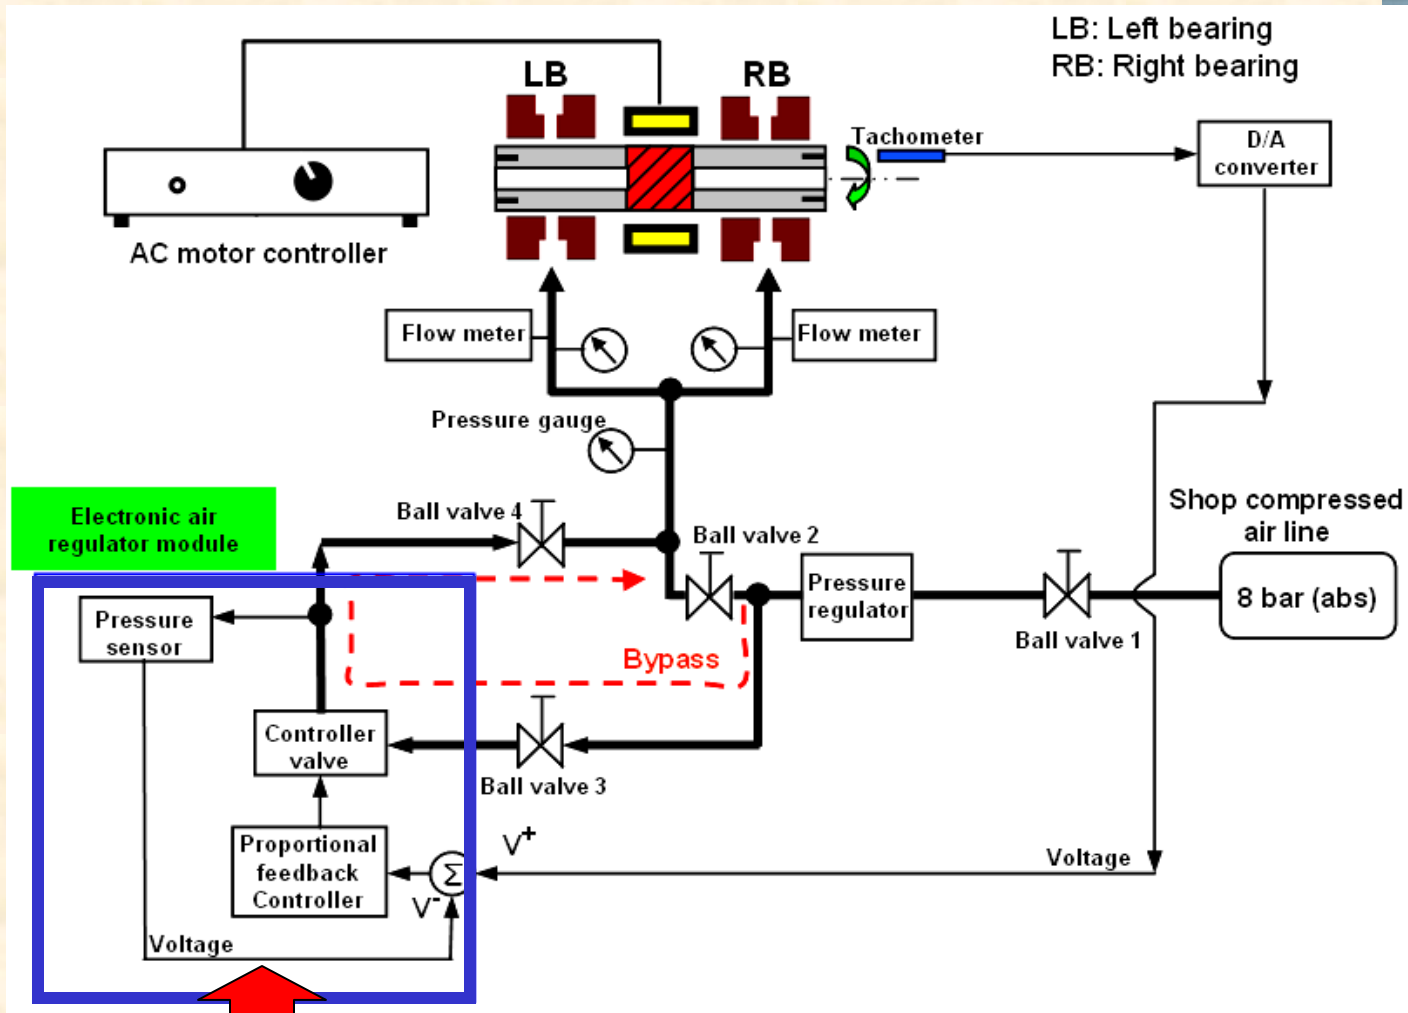 LB: Left bearing
RB: Right bearing
LB
RB
Tachometer
D/A
converter
AC motor controller
Flow meter
Flow meter
Pressure gauge
Shop compressed
air line
Electronic air
regulator module
Ball valve 4
Ball valve 2
Pressure
regulator
8 bar (abs)
Ball valve 1
Pressure
sensor
Bypass
Controller
valve
Ball valve 3
Proportional
feedback
Controller
Σ
V+
V-
Voltage
Voltage